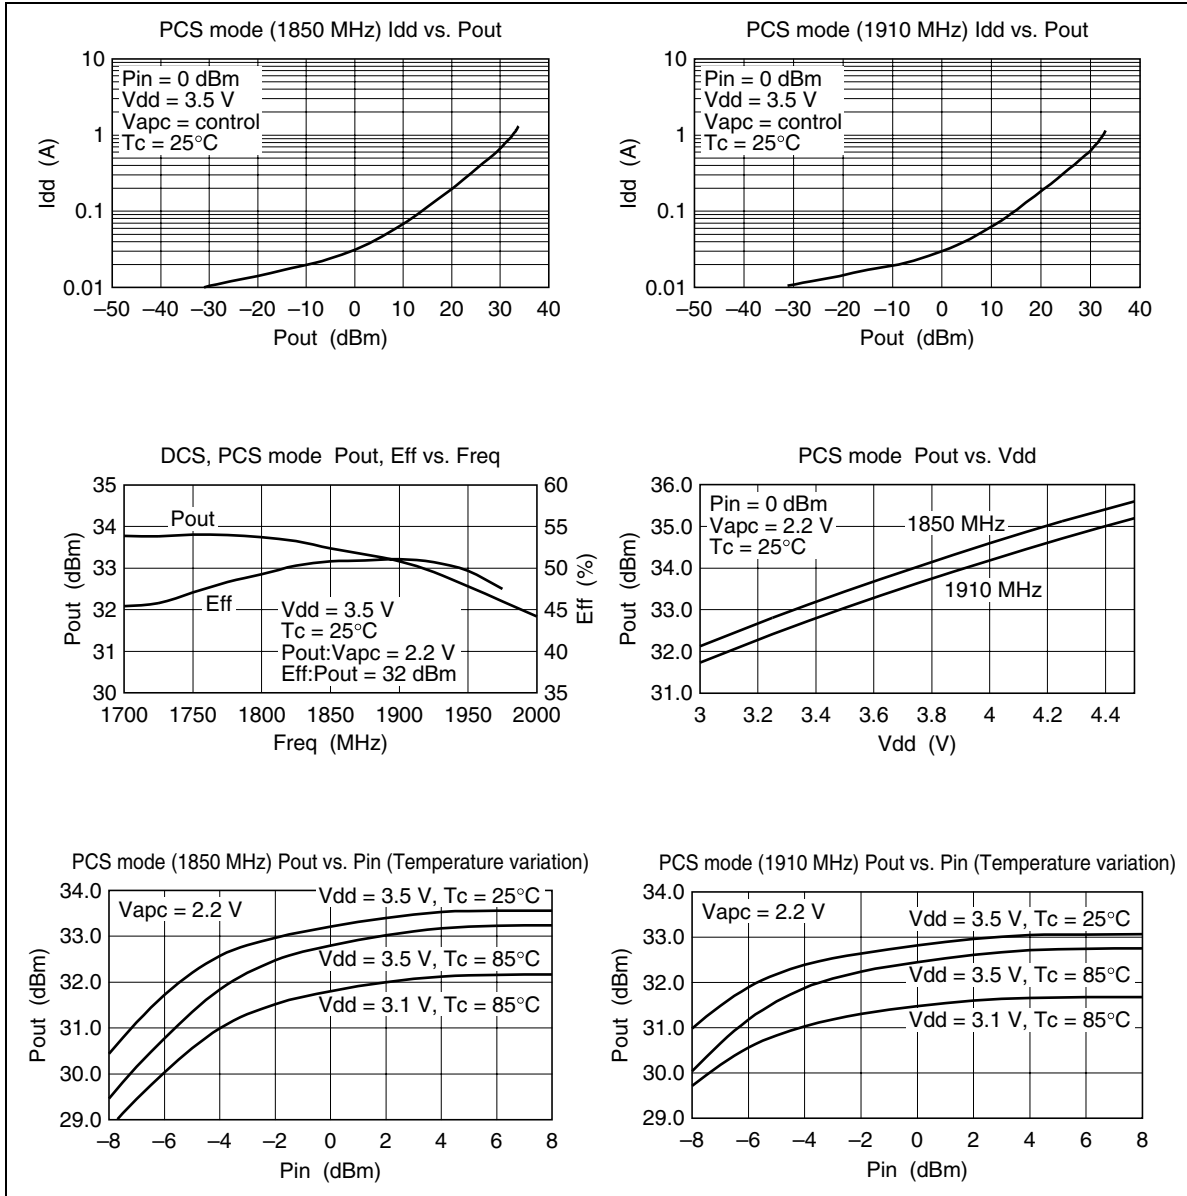 PCS mode (1850 MHz) Idd vs. Pout
10
1
0.1
0.01
Idd (A)
Pin = 0 dBm
Vdd = 3.5 V
Vapc = control
Tc = 25°C
–50 –40 –30 –20 –10 0 10 20 30 40
Pout (dBm)
PCS mode (1910 MHz) Idd vs. Pout
10
1
0.1
0.01
Idd (A)
Pin = 0 dBm
Vdd = 3.5 V
Vapc = control
Tc = 25°C
–50 –40 –30 –20 –10 0 10 20 30 40
Pout (dBm)
DCS, PCS mode Pout, Eff vs. Freq
35
34
33
32
31
30
Pout (dBm)
Pout
Eff
Vdd = 3.5 V
Tc = 25°C
Pout:Vapc = 2.2 V
Eff:Pout = 32 dBm
60
55
50
45
40
35
Eff (%)
1700 1750 1800 1850 1900 1950 2000
Freq (MHz)
PCS mode Pout vs. Vdd
36.0
35.0
34.0
33.0
32.0
31.0
Pout (dBm)
Pin = 0 dBm
Vapc = 2.2 V
Tc = 25°C
1850 MHz
1910 MHz
3 3.2 3.4 3.6 3.8 4 4.2 4.4
Vdd (V)
PCS mode (1850 MHz) Pout vs. Pin (Temperature variation)
34.0
33.0
32.0
31.0
30.0
29.0
Pout (dBm)
Vapc = 2.2 V
Vdd = 3.5 V, Tc = 25°C
Vdd = 3.5 V, Tc = 85°C
Vdd = 3.1 V, Tc = 85°C
–8 –6 –4 –2 0 2 4 6 8
Pin (dBm)
PCS mode (1910 MHz) Pout vs. Pin (Temperature variation)
34.0
33.0
32.0
31.0
30.0
29.0
Pout (dBm)
Vapc = 2.2 V
Vdd = 3.5 V, Tc = 25°C
Vdd = 3.5 V, Tc = 85°C
Vdd = 3.1 V, Tc = 85°C
–8 –6 –4 –2 0 2 4 6 8
Pin (dBm)